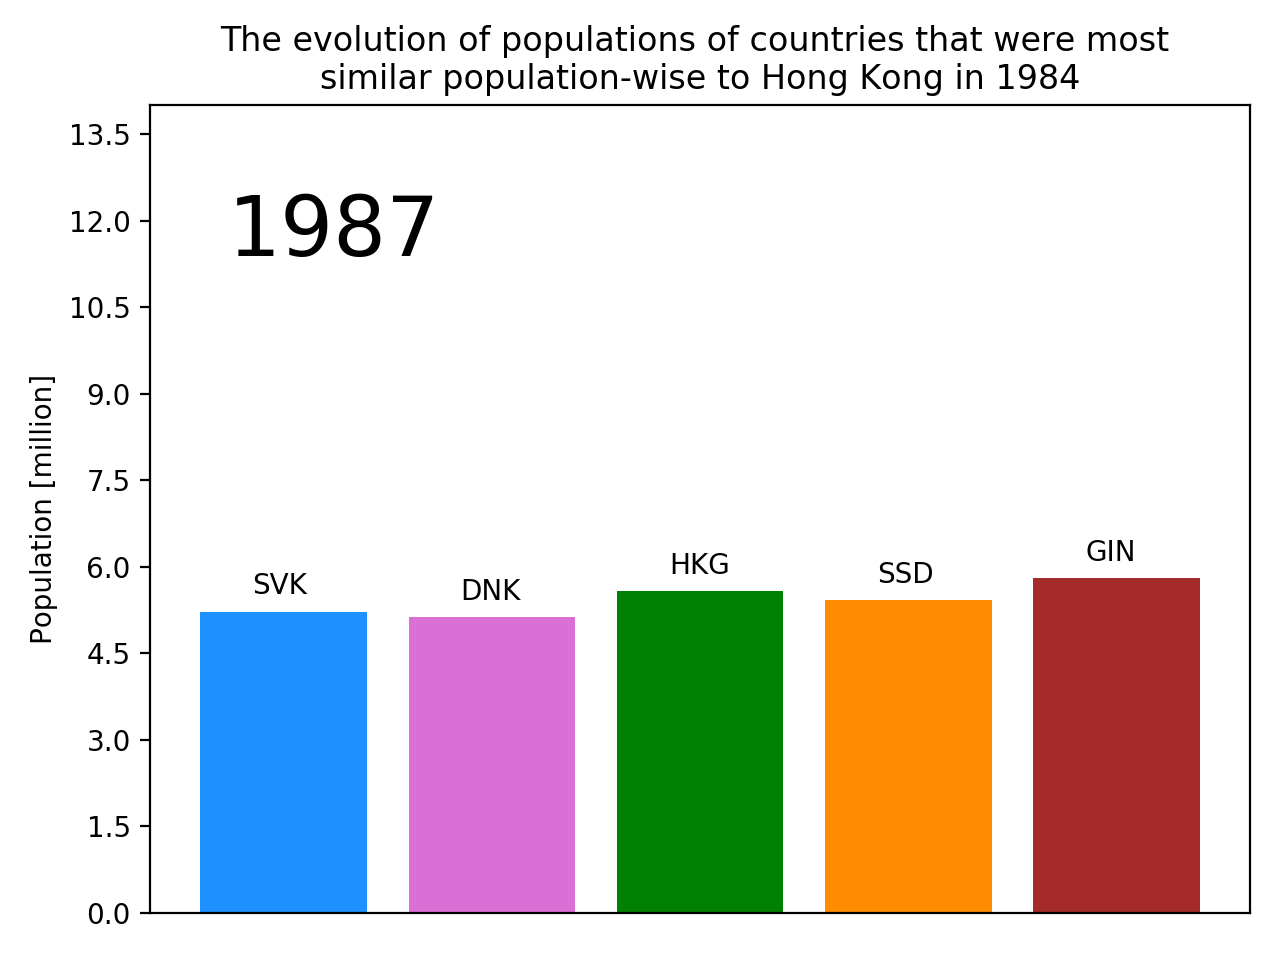 The evolution of populations of countries that were most
similar population-wise to Hong Kong in 1984
1987
Population [million]
13.5
12.0
10.5
9.0
7.5
6.0
4.5
3.0
1.5
0.0
SVK
DNK
HKG
SSD
GIN